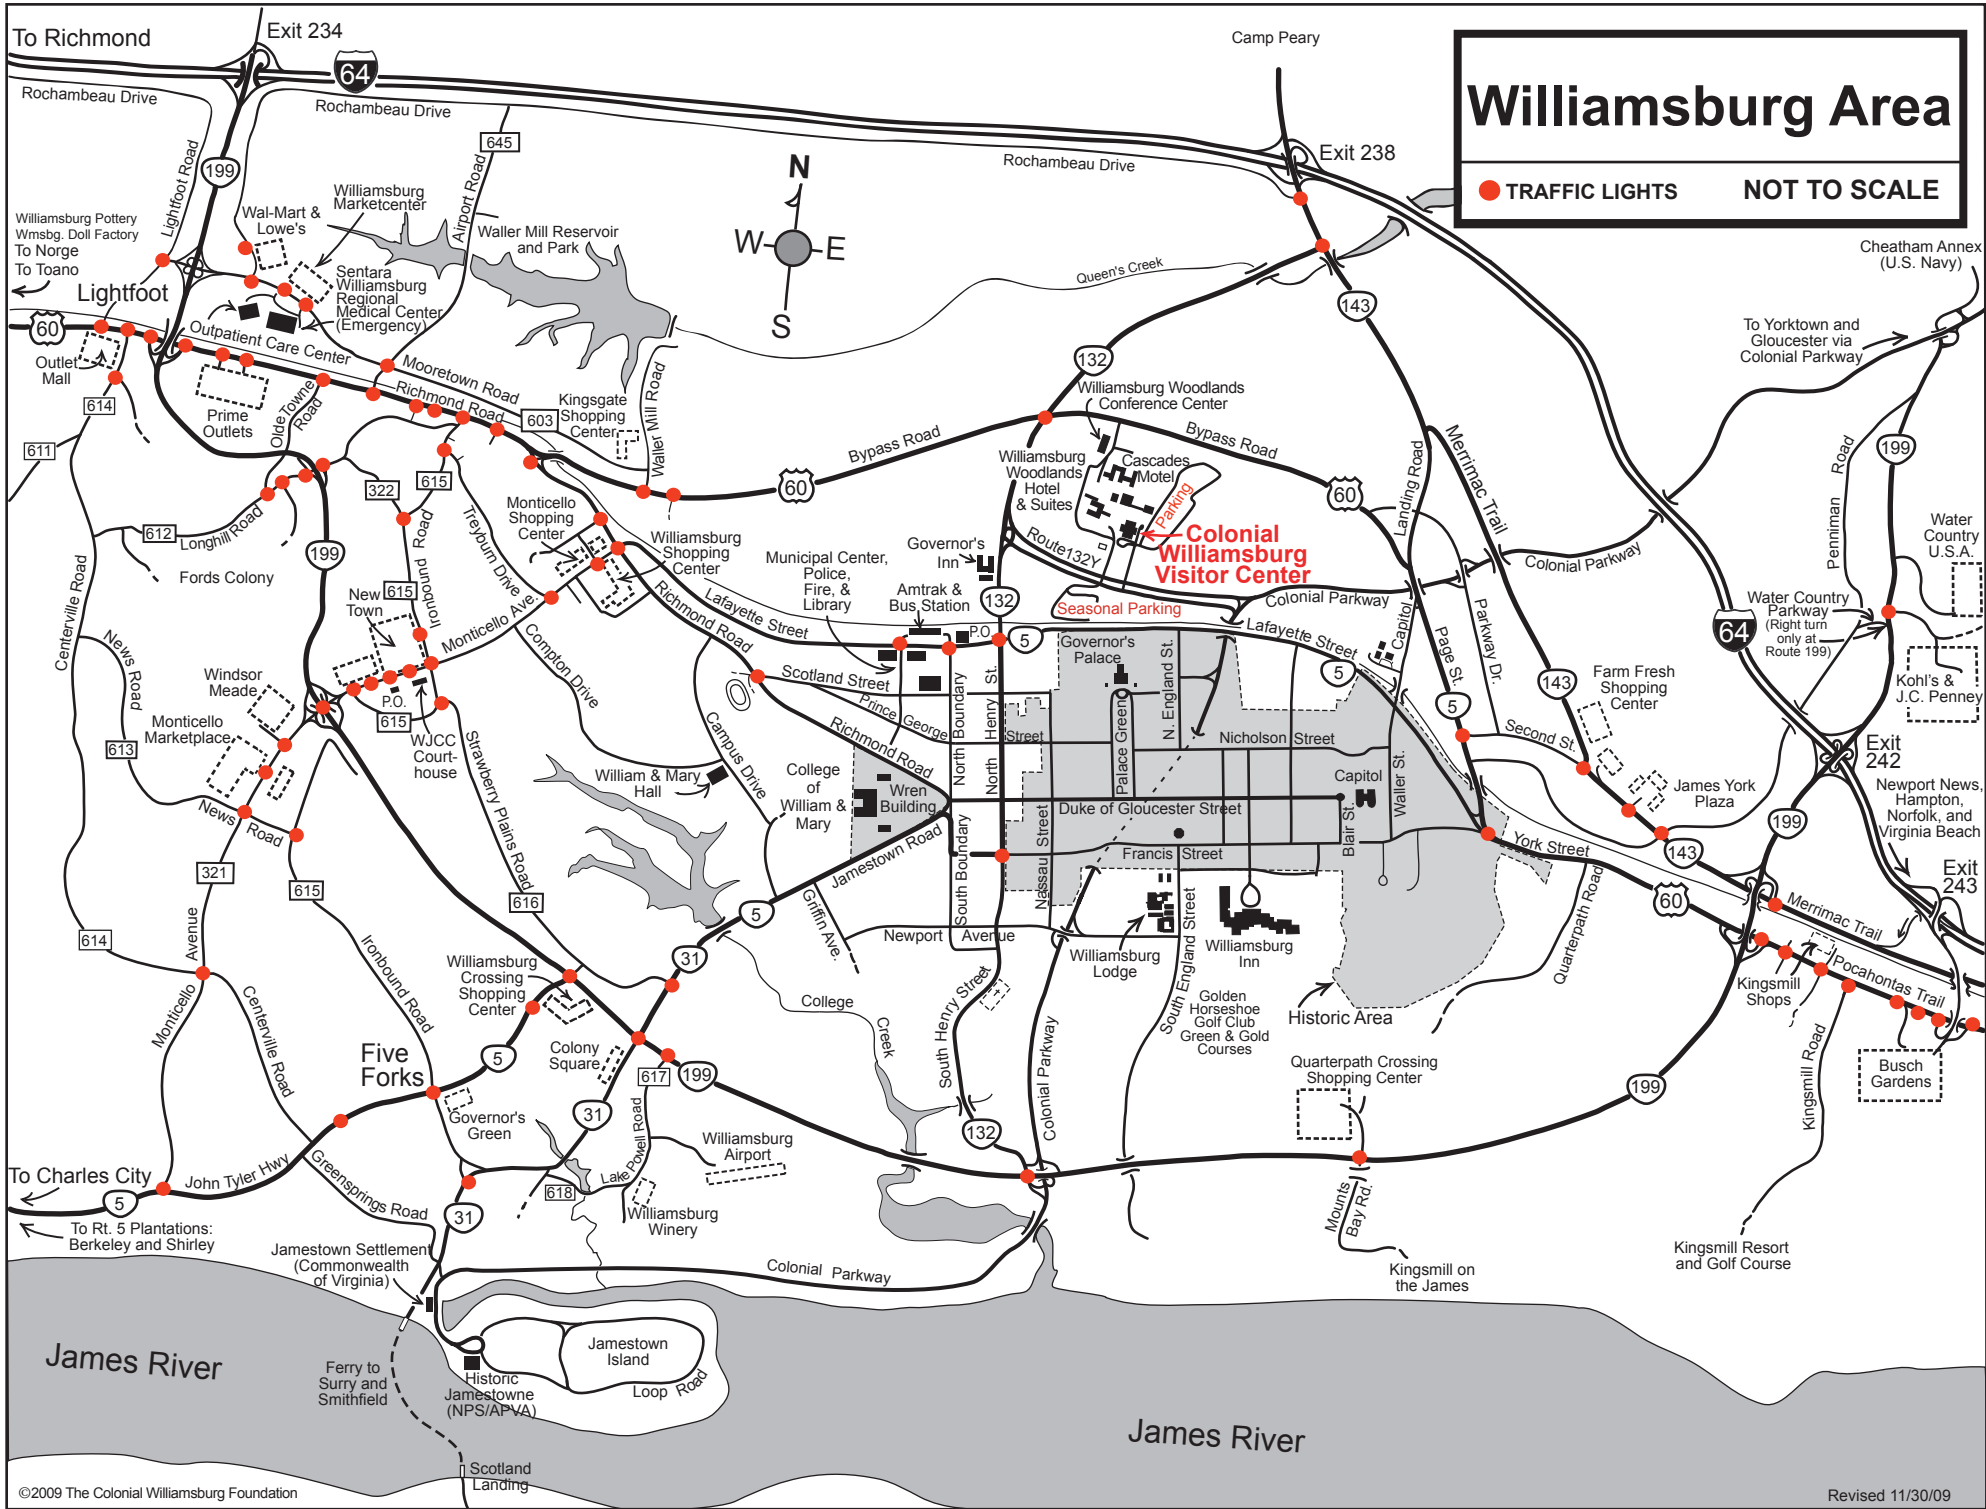 To Richmond
Exit 234
64
Rochambeau Drive
Rochambeau Drive
Rochambeau Drive
Camp Peary
Exit 238
Williamsburg Area
TRAFFIC LIGHTS
NOT TO SCALE
N
W
E
S
199
Lightfoot Road
645
Airport Road
Williamsburg
Marketcenter
Wal-Mart &
Lowe's
Waller Mill Reservoir
and Park
Williamsburg Pottery
Wmsbg. Doll Factory
To Norge
To Toano
Lightfoot
60
Sentara
Williamsburg
Regional
Medical Center
(Emergency)
Outpatient Care Center
Outlet
Mall
Prime
Outlets
Olde Towne
Road
Mooretown Road
Richmond Road
603
Kingsgate
Shopping
Center
Waller Mill Road
Queen's Creek
143
132
Cheatham Annex
(U.S. Navy)
To Yorktown and
Gloucester via
Colonial Parkway
614
611
612
Longhill Road
Fords Colony
199
322
615
Ironbound
Road
615
Treyburn Drive
Monticello
Shopping
Center
Williamsburg
Shopping
Center
Bypass Road
60
Williamsburg Woodlands
Conference Center
Williamsburg
Woodlands
Hotel
& Suites
Cascades
Motel
Parking
Bypass Road
60
Landing Road
Merrimac Trail
Colonial
Williamsburg
Visitor Center
Route132Y
Governor's
Inn
132
Seasonal Parking
Colonial Parkway
Colonial Parkway
Penniman Road
199
Water
Country
U.S.A.
Water Country
Parkway
(Right turn
only at
Route 199)
64
Kohl's &
J.C. Penney
Municipal Center,
Police,
Fire, &
Library
Amtrak &
Bus Station
P.O.
5
Lafayette Street
Lafayette Street
Richmond Road
New
Town
Monticello Ave.
Compton Drive
Centerville Road
News Road
613
Windsor
Meade
Monticello
Marketplace
P.O.
615
WJCC
Court-
house
Strawberry Plains Road
William & Mary
Hall
Campus Drive
Scotland Street
Prince George
Street
Richmond Road
College
of
William &
Mary
Wren
Building
North Boundary
North Henry St.
Governor's
Palace
Palace Green
N. England St.
Nicholson Street
Duke of Gloucester Street
Capitol
Blair St.
Waller St.
Francis Street
Nassau Street
South Boundary
Capitol
5
Page St.
5
Parkway Dr.
143
Second St.
Farm Fresh
Shopping
Center
James York
Plaza
Exit
242
Newport News,
Hampton,
Norfolk, and
Virginia Beach
199
143
Exit
243
York Street
60
Merrimac Trail
Pocahontas Trail
Quarterpath Road
News Road
321
615
616
Jamestown Road
Griffin Ave.
5
31
Newport Avenue
Williamsburg
Lodge
South England Street
Williamsburg
Inn
Golden
Horseshoe
Golf Club
Green & Gold
Courses
Historic Area
Kingsmill
Shops
Kingsmill Road
Busch
Gardens
614
Monticello Avenue
Centerville Road
Ironbound Road
Williamsburg
Crossing
Shopping
Center
College Creek
South Henry Street
Colonial Parkway
Five
Forks
5
Colony
Square
617
199
Quarterpath Crossing
Shopping Center
199
Governor's
Green
31
Lake Powell Road
Williamsburg
Airport
132
618
Williamsburg
Winery
Mounts
Bay Rd.
Kingsmill on
the James
Kingsmill Resort
and Golf Course
To Charles City
5
John Tyler Hwy
To Rt. 5 Plantations:
Berkeley and Shirley
Greensprings Road
31
Jamestown Settlement
(Commonwealth
of Virginia)
Colonial Parkway
James River
Ferry to
Surry and
Smithfield
Historic
Jamestowne
(NPS/APVA)
Jamestown
Island
Loop Road
James River
Scotland
Landing
©2009 The Colonial Williamsburg Foundation
Revised 11/30/09